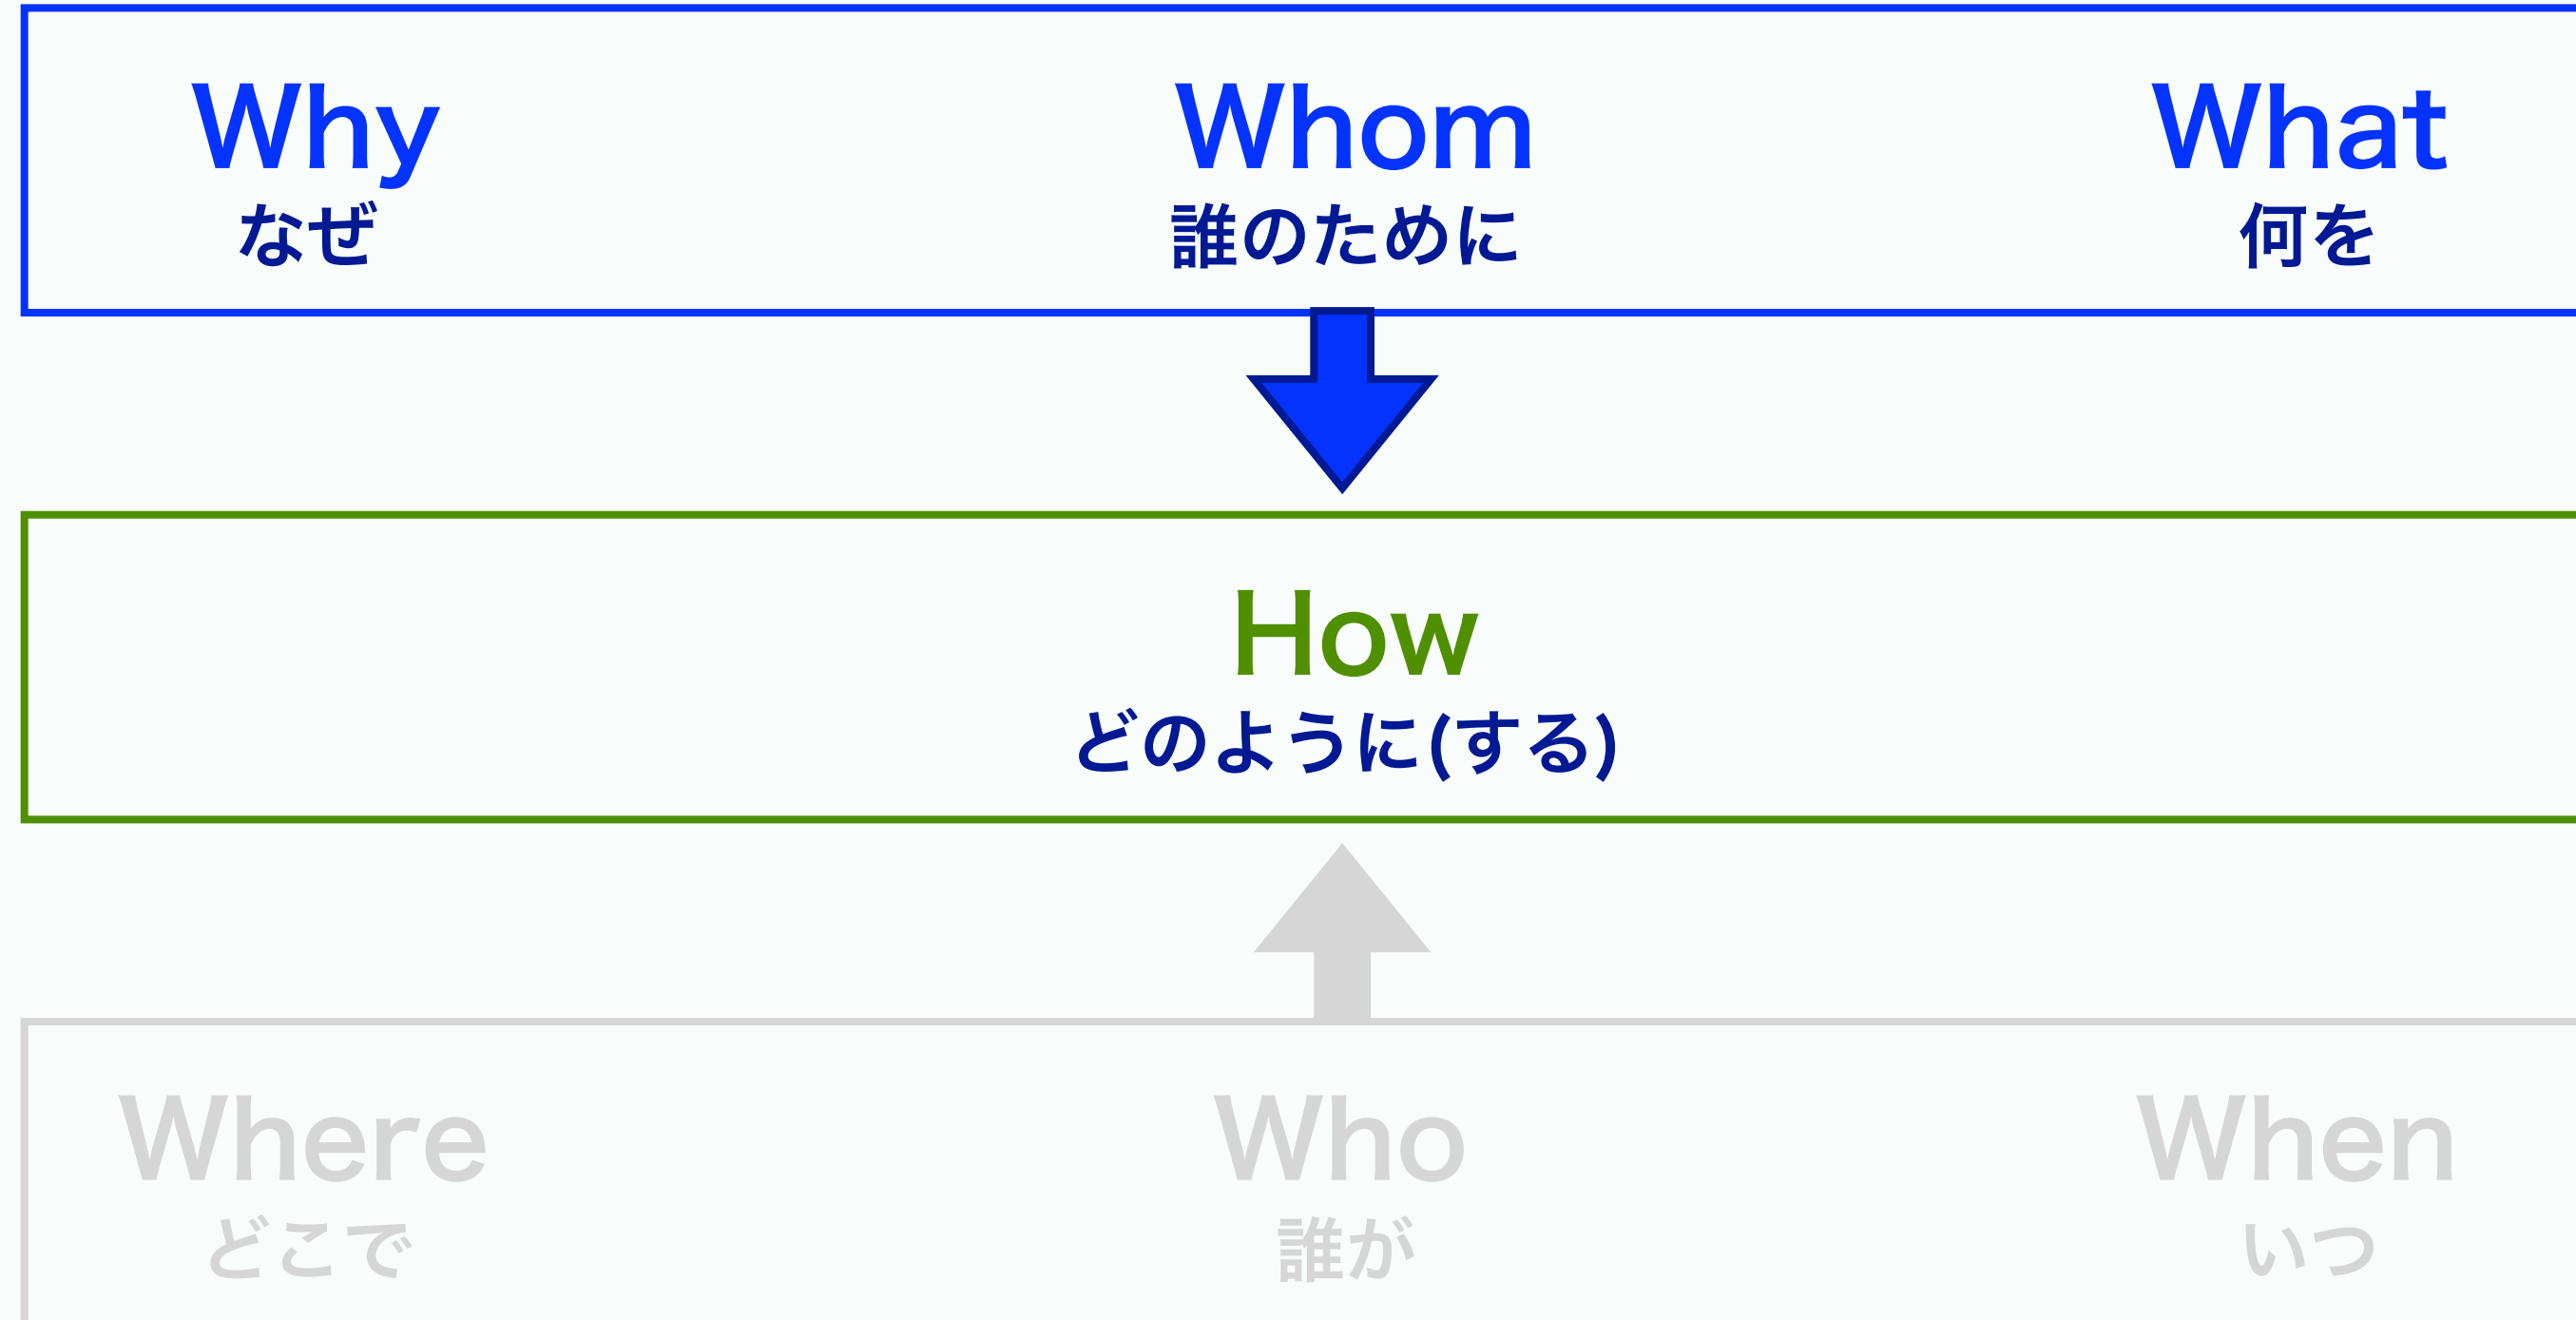 Why Whom What
なぜ 誰のために 何を
How
どのように(する)
Where Who When
どこで 誰が いつ